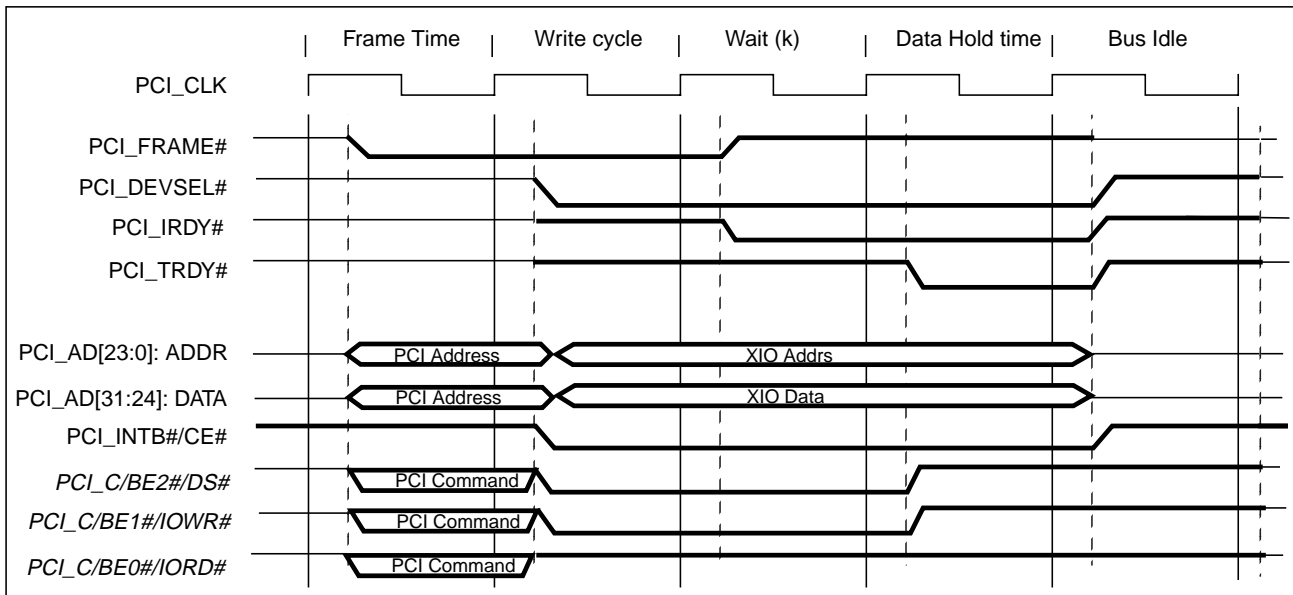 Frame Time Write cycle Wait (k) Data Hold time Bus Idle
PCI_CLK
PCI_FRAME#
PCI_DEVSEL#
PCI_IRDY#
PCI_TRDY#
PCI_AD[23:0]: ADDR PCI Address XIO Addrs
PCI_AD[31:24]: DATA PCI Address XIO Data
PCI_INTB#/CE#
PCI_C/BE2#/DS# PCI Command
PCI_C/BE1#/IOWR# PCI Command
PCI_C/BE0#/IORD# PCI Command